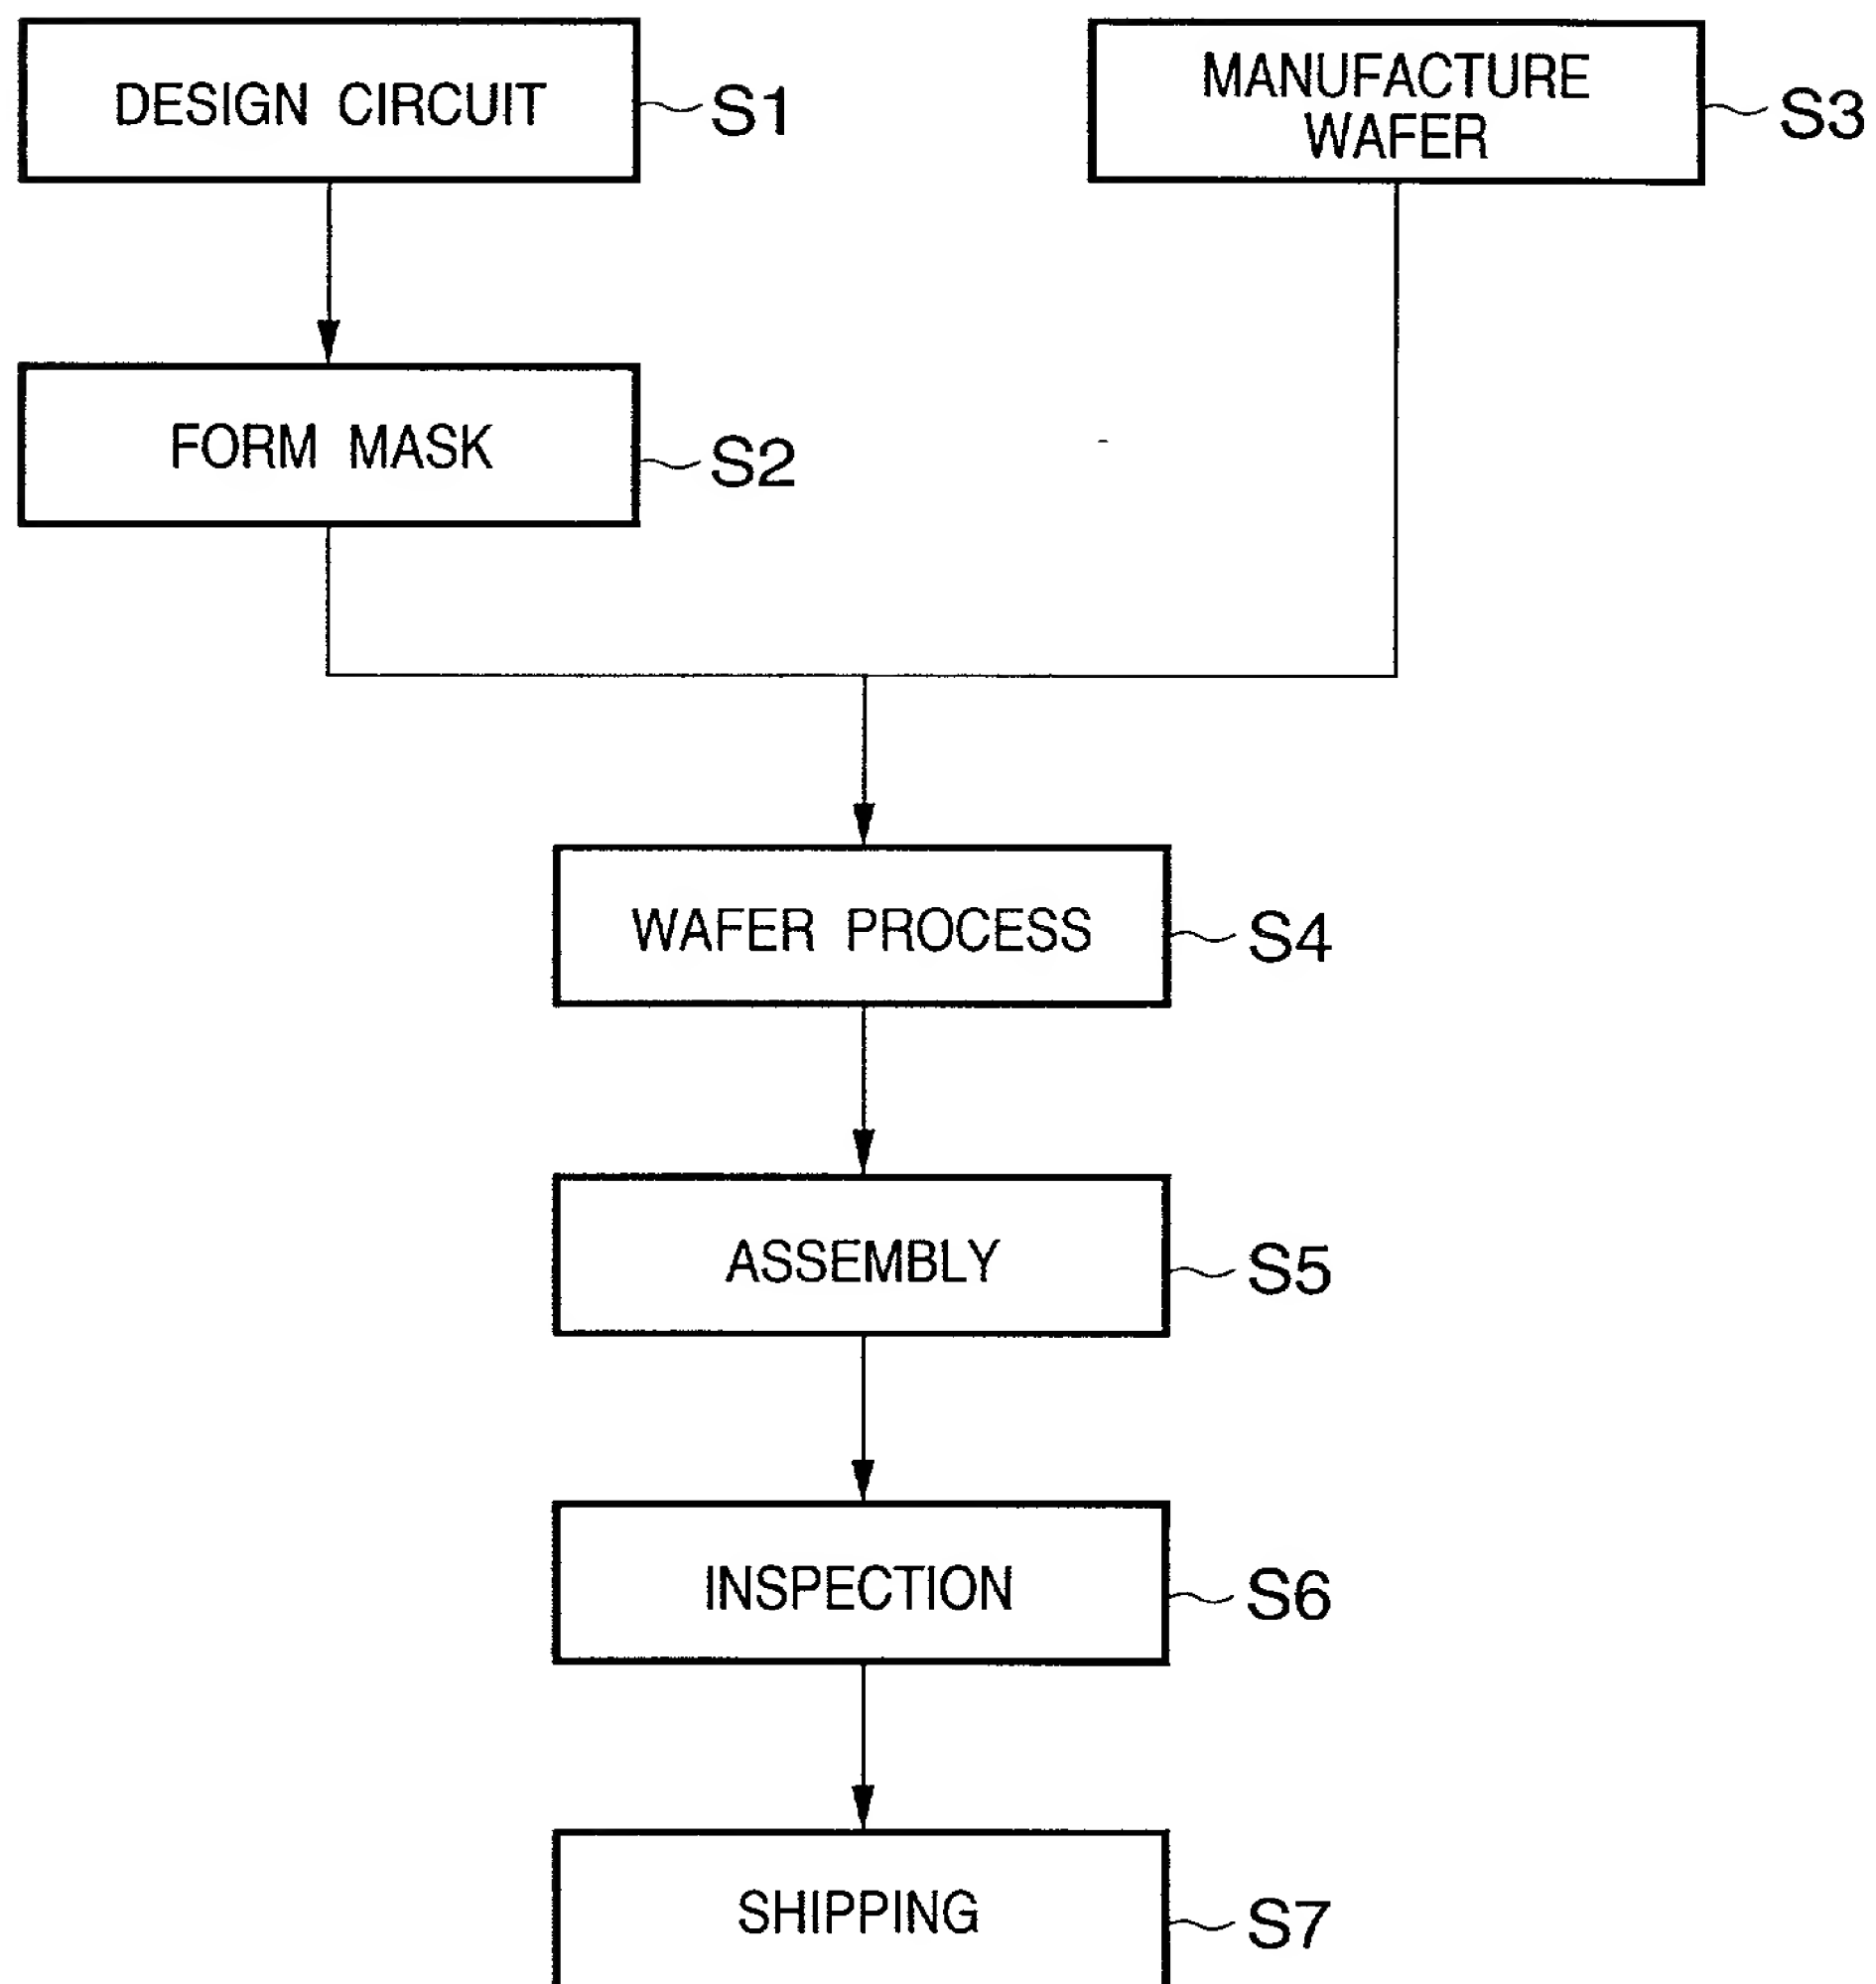 DESIGN CIRCUIT
S1
MANUFACTURE
WAFER
S3
FORM MASK
S2
WAFER PROCESS
S4
ASSEMBLY
S5
INSPECTION
S6
SHIPPING
S7